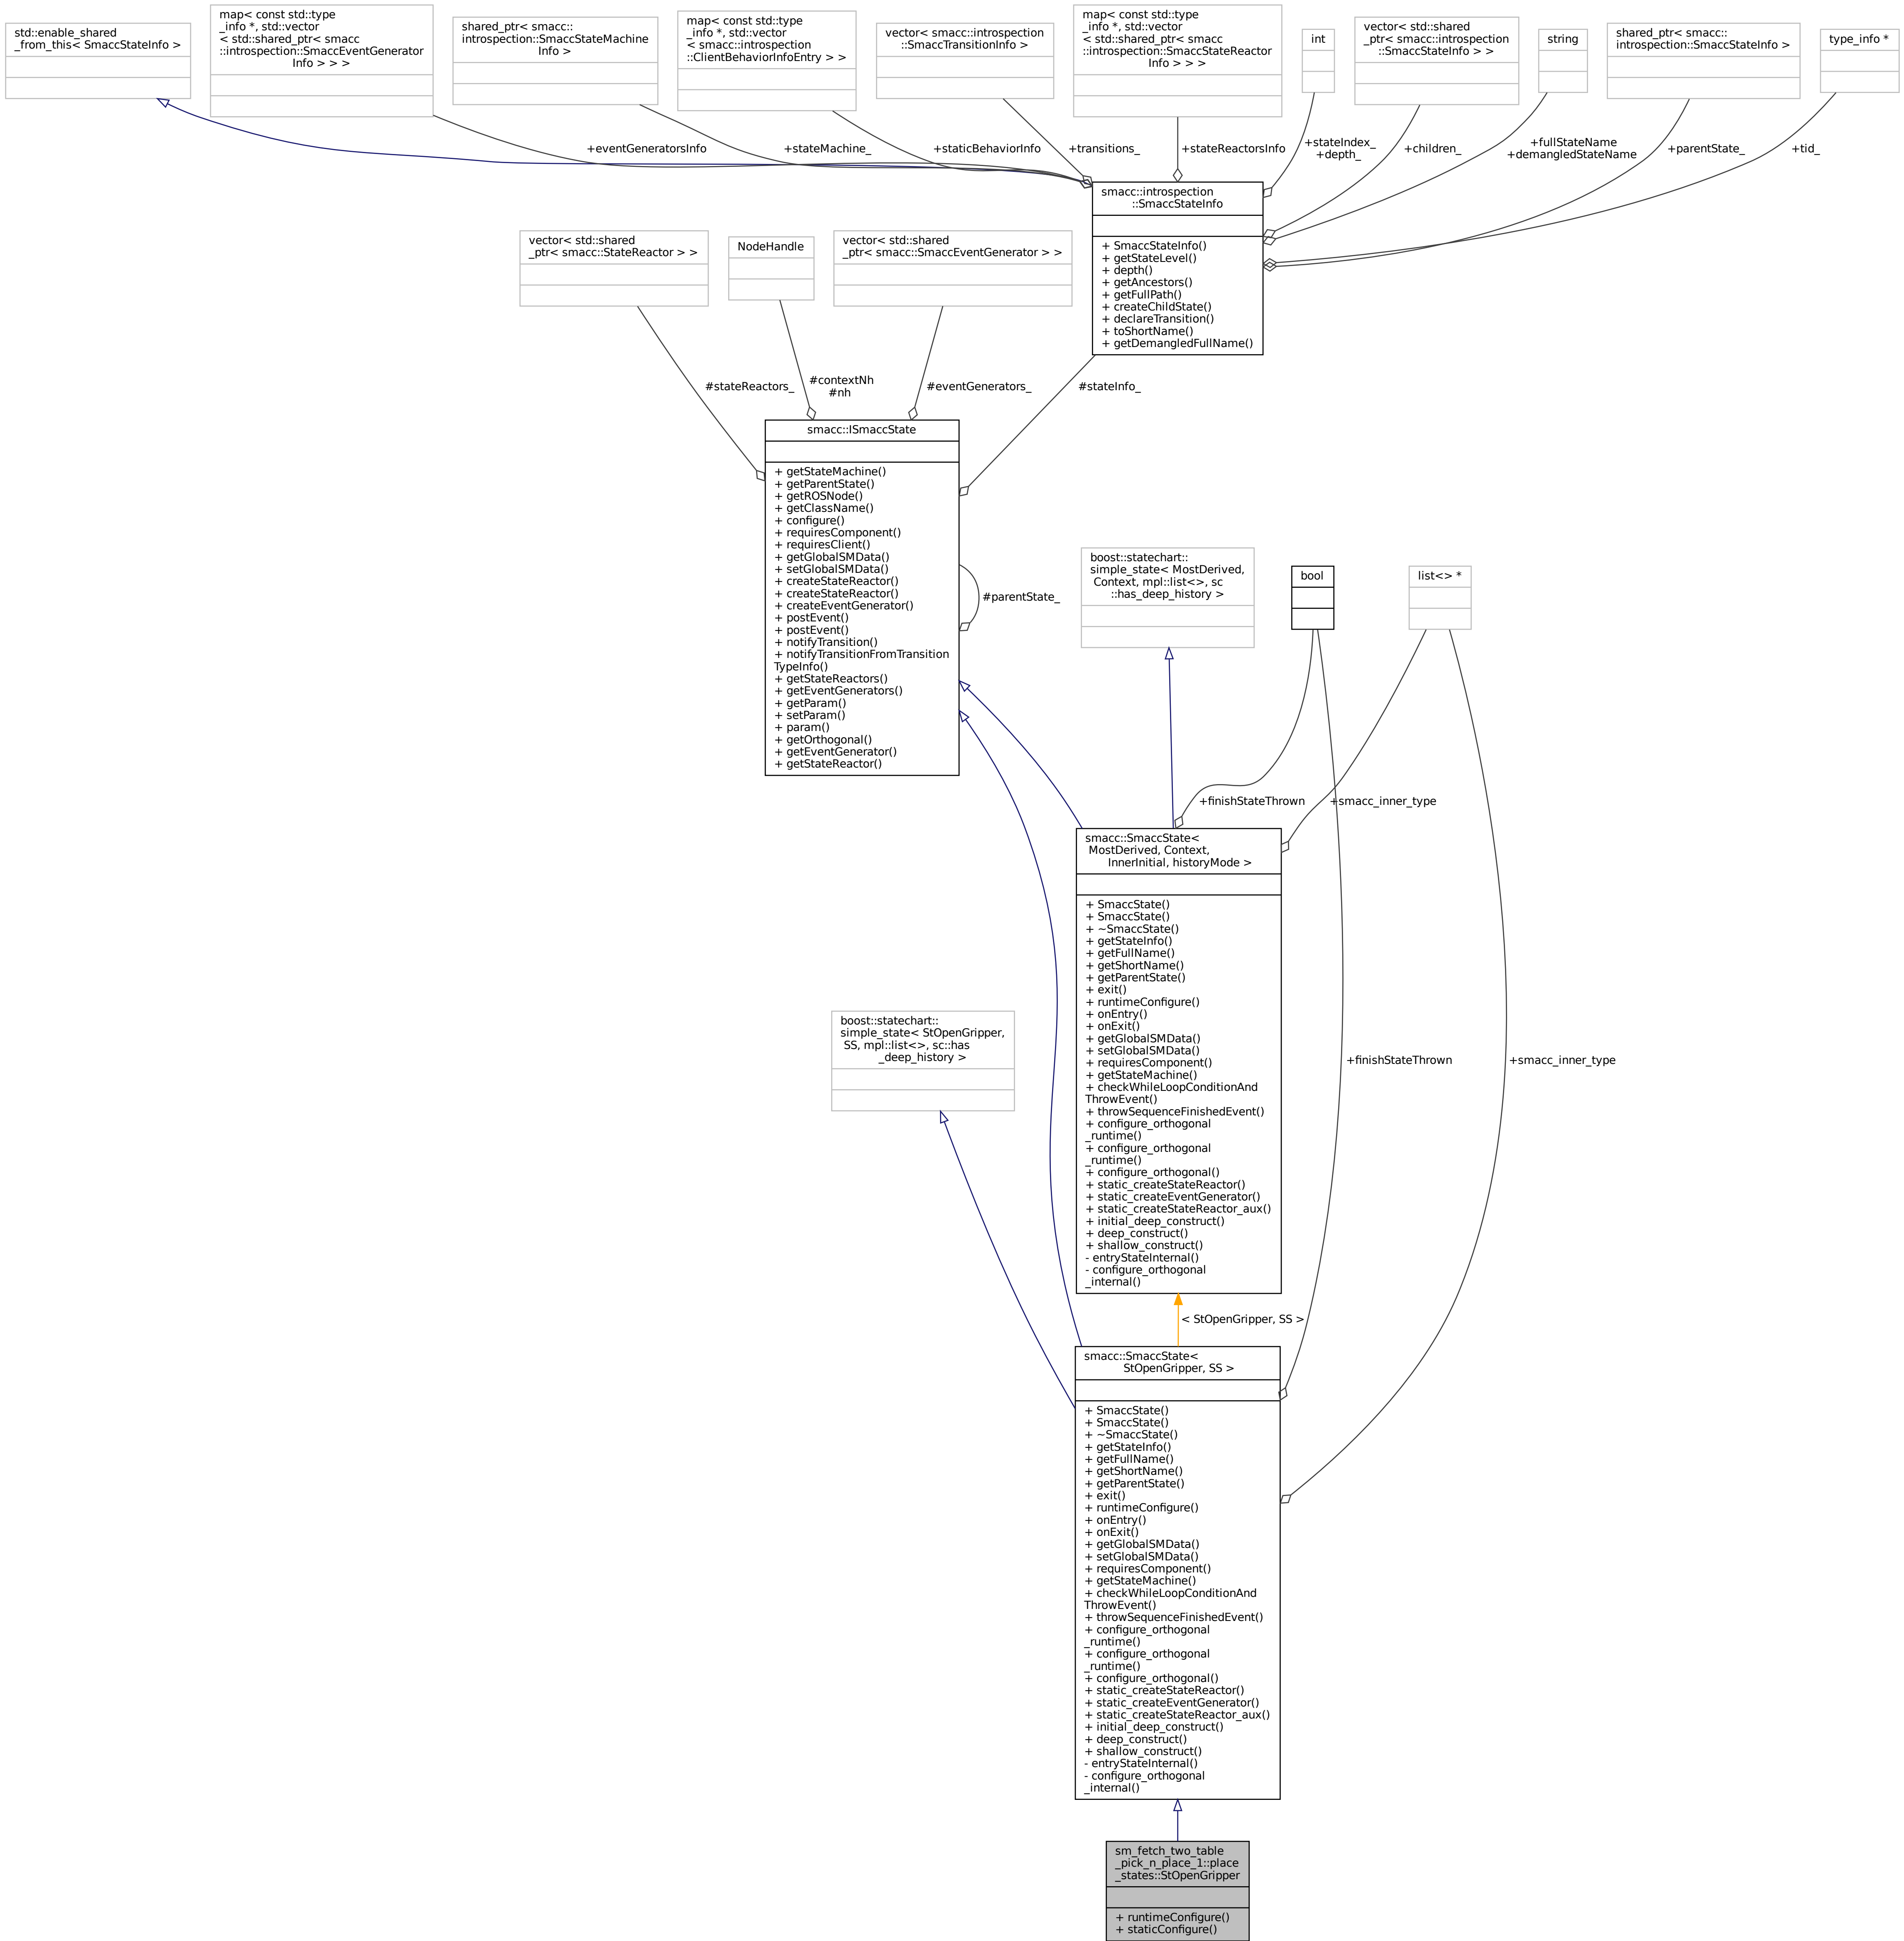 std::enable_shared
_from_this< SmaccStateInfo >
map< const std::type
_info *, std::vector
< std::shared_ptr< smacc
::introspection::SmaccEventGenerator
Info > > >
shared_ptr< smacc::
introspection::SmaccStateMachine
Info >
map< const std::type
_info *, std::vector
< smacc::introspection
::ClientBehaviorInfoEntry > >
vector< smacc::introspection
::SmaccTransitionInfo >
map< const std::type
_info *, std::vector
< std::shared_ptr< smacc
::introspection::SmaccStateReactor
Info > > >
int
vector< std::shared
_ptr< smacc::introspection
::SmaccStateInfo > >
string
shared_ptr< smacc::
introspection::SmaccStateInfo >
type_info *
+eventGeneratorsInfo
+stateMachine_
+staticBehaviorInfo
+transitions_
+stateReactorsInfo
+stateIndex_
+depth_
+children_
+fullStateName
+demangledStateName
+parentState_
+tid_
smacc::introspection
::SmaccStateInfo
+ SmaccStateInfo()
+ getStateLevel()
+ depth()
+ getAncestors()
+ getFullPath()
+ createChildState()
+ declareTransition()
+ toShortName()
+ getDemangledFullName()
vector< std::shared
_ptr< smacc::StateReactor > >
NodeHandle
vector< std::shared
_ptr< smacc::SmaccEventGenerator > >
#stateReactors_
#contextNh
#nh
#eventGenerators_
#stateInfo_
smacc::ISmaccState
+ getStateMachine()
+ getParentState()
+ getROSNode()
+ getClassName()
+ configure()
+ requiresComponent()
+ requiresClient()
+ getGlobalSMData()
+ setGlobalSMData()
+ createStateReactor()
+ createStateReactor()
+ createEventGenerator()
+ postEvent()
+ postEvent()
+ notifyTransition()
+ notifyTransitionFromTransition
TypeInfo()
+ getStateReactors()
+ getEventGenerators()
+ getParam()
+ setParam()
+ param()
+ getOrthogonal()
+ getEventGenerator()
+ getStateReactor()
#parentState_
boost::statechart::
simple_state< MostDerived,
Context, mpl::list<>, sc
::has_deep_history >
bool
list<> *
+finishStateThrown
+smacc_inner_type
smacc::SmaccState<
MostDerived, Context,
InnerInitial, historyMode >
+ SmaccState()
+ SmaccState()
+ ~SmaccState()
+ getStateInfo()
+ getFullName()
+ getShortName()
+ getParentState()
+ exit()
+ runtimeConfigure()
+ onEntry()
+ onExit()
+ getGlobalSMData()
+ setGlobalSMData()
+ requiresComponent()
+ getStateMachine()
+ checkWhileLoopConditionAnd
ThrowEvent()
+ throwSequenceFinishedEvent()
+ configure_orthogonal
_runtime()
+ configure_orthogonal
_runtime()
+ configure_orthogonal()
+ static_createStateReactor()
+ static_createEventGenerator()
+ static_createStateReactor_aux()
+ initial_deep_construct()
+ deep_construct()
+ shallow_construct()
- entryStateInternal()
- configure_orthogonal
_internal()
boost::statechart::
simple_state< StOpenGripper,
SS, mpl::list<>, sc::has
_deep_history >
+finishStateThrown
+smacc_inner_type
< StOpenGripper, SS >
smacc::SmaccState<
StOpenGripper, SS >
+ SmaccState()
+ SmaccState()
+ ~SmaccState()
+ getStateInfo()
+ getFullName()
+ getShortName()
+ getParentState()
+ exit()
+ runtimeConfigure()
+ onEntry()
+ onExit()
+ getGlobalSMData()
+ setGlobalSMData()
+ requiresComponent()
+ getStateMachine()
+ checkWhileLoopConditionAnd
ThrowEvent()
+ throwSequenceFinishedEvent()
+ configure_orthogonal
_runtime()
+ configure_orthogonal
_runtime()
+ configure_orthogonal()
+ static_createStateReactor()
+ static_createEventGenerator()
+ static_createStateReactor_aux()
+ initial_deep_construct()
+ deep_construct()
+ shallow_construct()
- entryStateInternal()
- configure_orthogonal
_internal()
sm_fetch_two_table
_pick_n_place_1::place
_states::StOpenGripper
+ runtimeConfigure()
+ staticConfigure()